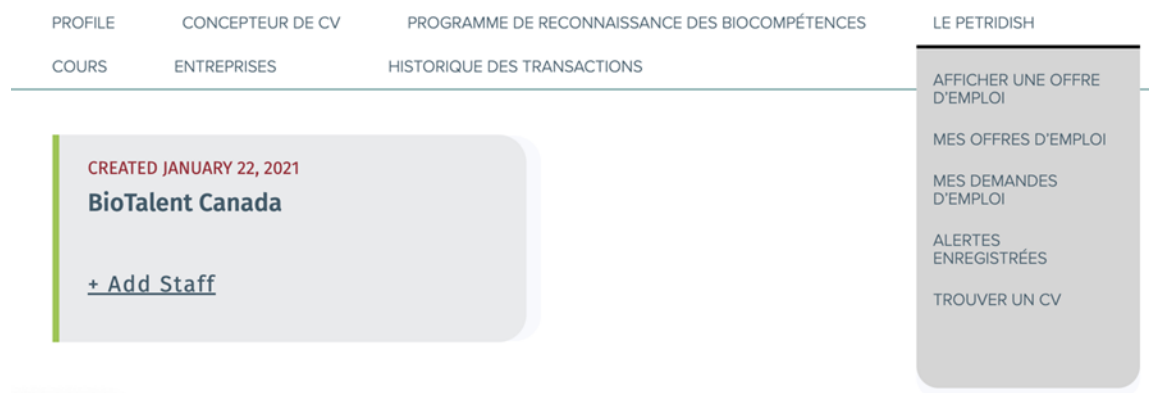 PROFILE
CONCEPTEUR DE CV
PROGRAMME DE RECONNAISSANCE DES BIOCOMPÉTENCES
LE PETRIDISH
COURS
ENTREPRISES
HISTORIQUE DES TRANSACTIONS
AFFICHER UNE OFFRE
D'EMPLOI
MES OFFRES D'EMPLOI
MES DEMANDES
D'EMPLOI
ALERTES
ENREGISTRÉES
TROUVER UN CV
CREATED JANUARY 22, 2021
BioTalent Canada
+ Add Staff